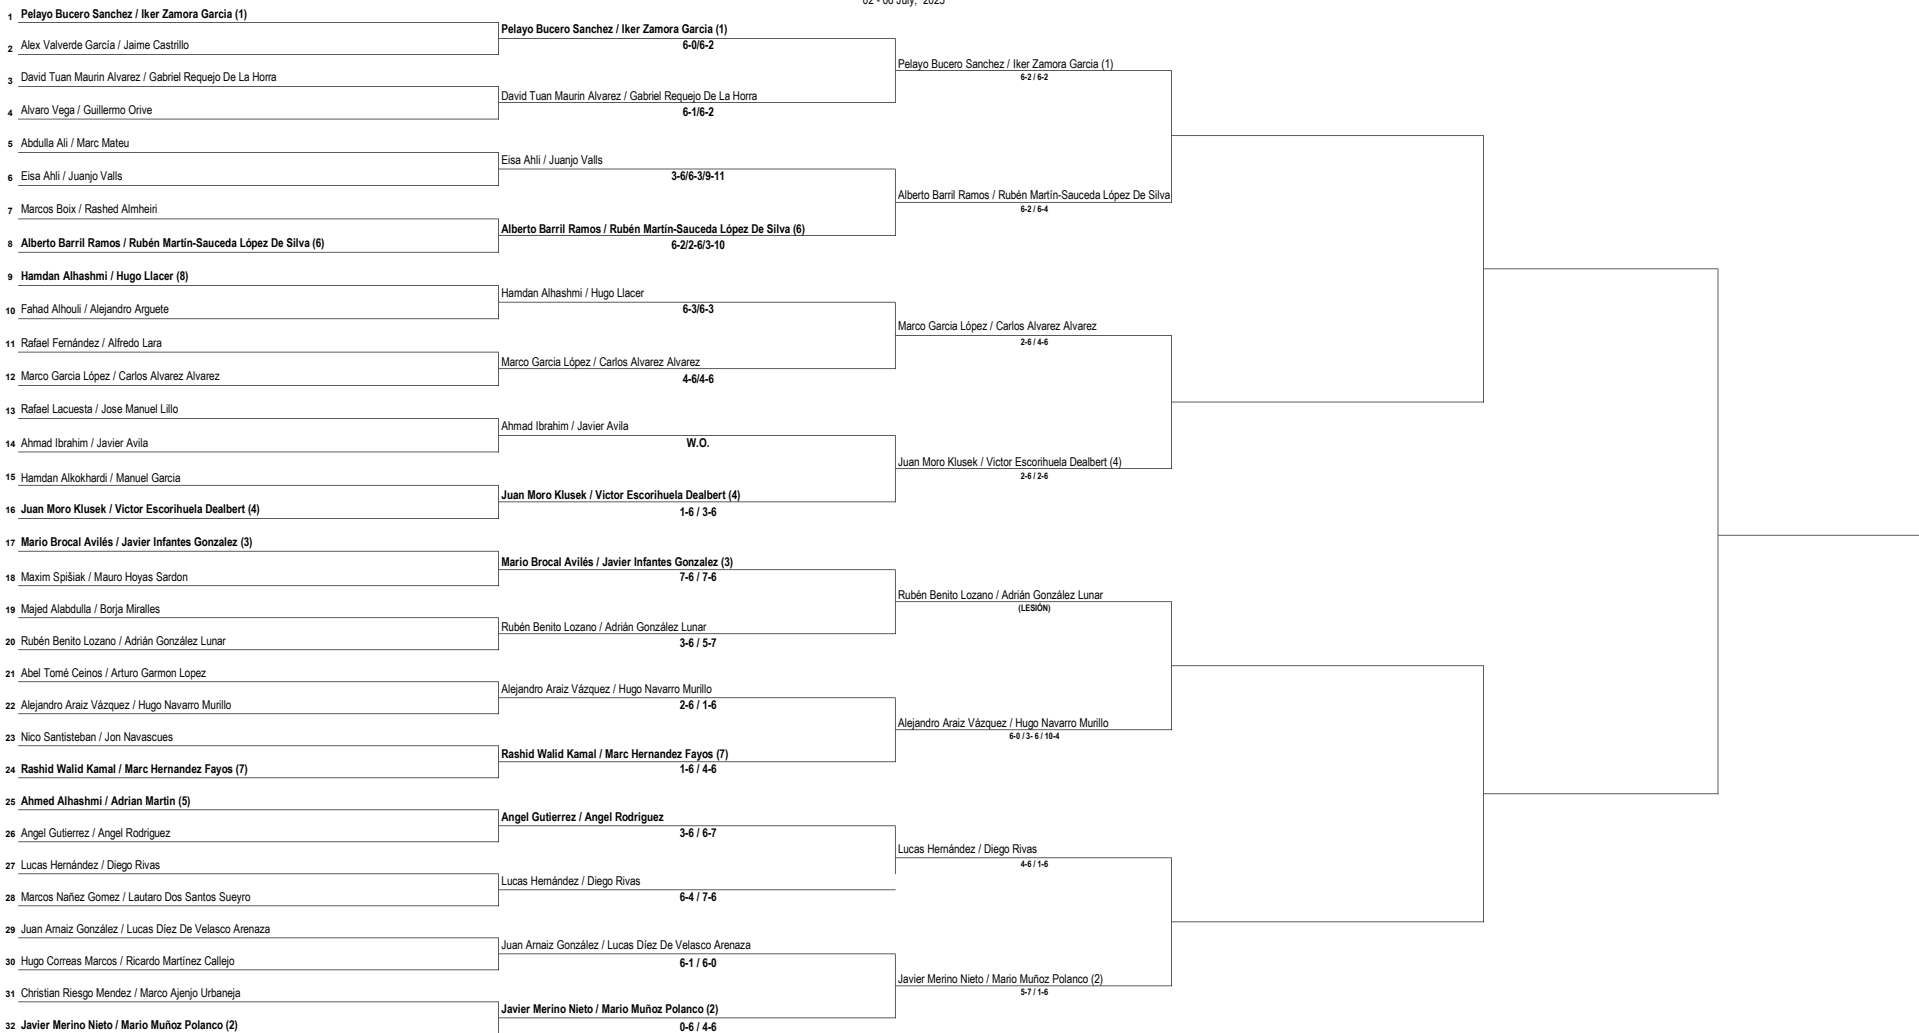 02 - 06 July, 2025
1 Pelayo Bucero Sanchez / Iker Zamora Garcia (1)
2 Alex Valverde García / Jaime Castrillo
3 David Tuan Maurin Alvarez / Gabriel Requejo De La Horra
4 Alvaro Vega / Guillermo Orive
5 Abdulla Ali / Marc Mateu
6 Eisa Ahli / Juanjo Valls
7 Marcos Boix / Rashed Almheiri
8 Alberto Barril Ramos / Rubén Martín-Sauceda López De Silva (6)
9 Hamdan Alhashmi / Hugo Llacer (8)
10 Fahad Alhouli / Alejandro Arguete
11 Rafael Fernández / Alfredo Lara
12 Marco Garcia López / Carlos Alvarez Alvarez
13 Rafael Lacuesta / Jose Manuel Lillo
14 Ahmad Ibrahim / Javier Avila
15 Hamdan Alkokhardi / Manuel Garcia
16 Juan Moro Klusek / Victor Escorihuela Dealbert (4)
17 Mario Brocal Avilés / Javier Infantes Gonzalez (3)
18 Maxim Spišiak / Mauro Hoyas Sardon
19 Majed Alabdulla / Borja Miralles
20 Rubén Benito Lozano / Adrián González Lunar
21 Abel Tomé Ceinos / Arturo Garmon Lopez
22 Alejandro Araiz Vázquez / Hugo Navarro Murillo
23 Nico Santisteban / Jon Navascues
24 Rashid Walid Kamal / Marc Hernandez Fayos (7)
25 Ahmed Alhashmi / Adrian Martin (5)
26 Angel Gutierrez / Angel Rodriguez
27 Lucas Hernández / Diego Rivas
28 Marcos Nañez Gomez / Lautaro Dos Santos Sueyro
29 Juan Arnaiz González / Lucas Díez De Velasco Arenaza
30 Hugo Correas Marcos / Ricardo Martínez Callejo
31 Christian Riesgo Mendez / Marco Ajenjo Urbaneja
32 Javier Merino Nieto / Mario Muñoz Polanco (2)
Pelayo Bucero Sanchez / Iker Zamora Garcia (1)
6-0/6-2
David Tuan Maurin Alvarez / Gabriel Requejo De La Horra
6-1/6-2
Eisa Ahli / Juanjo Valls
3-6/6-3/9-11
Alberto Barril Ramos / Rubén Martín-Sauceda López De Silva (6)
6-2/2-6/3-10
Hamdan Alhashmi / Hugo Llacer
6-3/6-3
Marco Garcia López / Carlos Alvarez Alvarez
4-6/4-6
Ahmad Ibrahim / Javier Avila
W.O.
Juan Moro Klusek / Victor Escorihuela Dealbert (4)
1-6 / 3-6
Mario Brocal Avilés / Javier Infantes Gonzalez (3)
7-6 / 7-6
Rubén Benito Lozano / Adrián González Lunar
3-6 / 5-7
Alejandro Araiz Vázquez / Hugo Navarro Murillo
2-6 / 1-6
Rashid Walid Kamal / Marc Hernandez Fayos (7)
1-6 / 4-6
Angel Gutierrez / Angel Rodriguez
3-6 / 6-7
Lucas Hernández / Diego Rivas
6-4 / 7-6
Juan Arnaiz González / Lucas Díez De Velasco Arenaza
6-1 / 6-0
Javier Merino Nieto / Mario Muñoz Polanco (2)
0-6 / 4-6
Pelayo Bucero Sanchez / Iker Zamora Garcia (1)
6-2 / 6-2
Alberto Barril Ramos / Rubén Martín-Sauceda López De Silva
6-2 / 6-4
Marco Garcia López / Carlos Alvarez Alvarez
2-6 / 4-6
Juan Moro Klusek / Victor Escorihuela Dealbert (4)
2-6 / 2-6
Rubén Benito Lozano / Adrián González Lunar
(LESIÓN)
Alejandro Araiz Vázquez / Hugo Navarro Murillo
6-0 / 3- 6 / 10-4
Lucas Hernández / Diego Rivas
4-6 / 1-6
Javier Merino Nieto / Mario Muñoz Polanco (2)
5-7 / 1-6